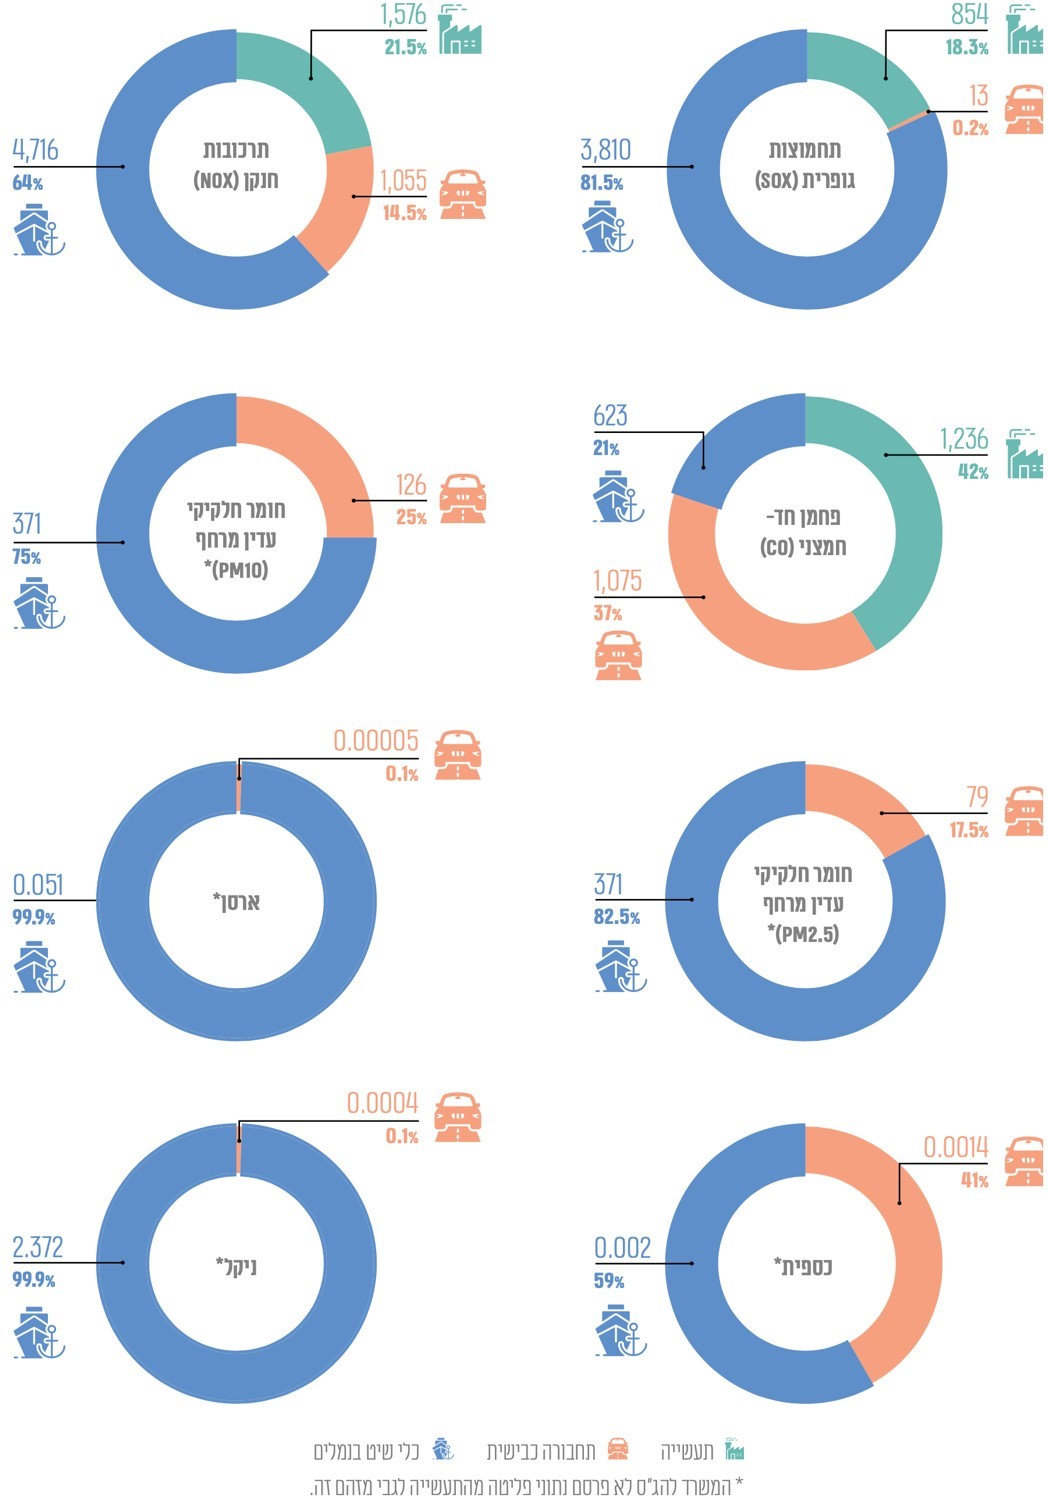 854
18.3%
13
0.2%
3,810
81.5%
תחמוצות
גופרית (SOX)
1,576
21.5%
1,055
14.5%
4,716
64%
תרכובות
חנקן (NOX)
1,236
42%
623
21%
1,075
37%
פחמן חד-
חמצני (CO)
126
25%
371
75%
חומר חלקיקי
עדין מרחף
(PM10)*
79
17.5%
371
82.5%
חומר חלקיקי
עדין מרחף
(PM2.5)*
0.00005
0.1%
0.051
99.9%
ארסן*
0.0014
41%
0.002
59%
כספית*
0.0004
0.1%
2.372
99.9%
ניקל*
תעשייה תחבורה כבישית כלי שיט בנמלים
* המשרד להג"ס לא פרסם נתוני פליטה מהתעשייה לגבי מזהם זה.